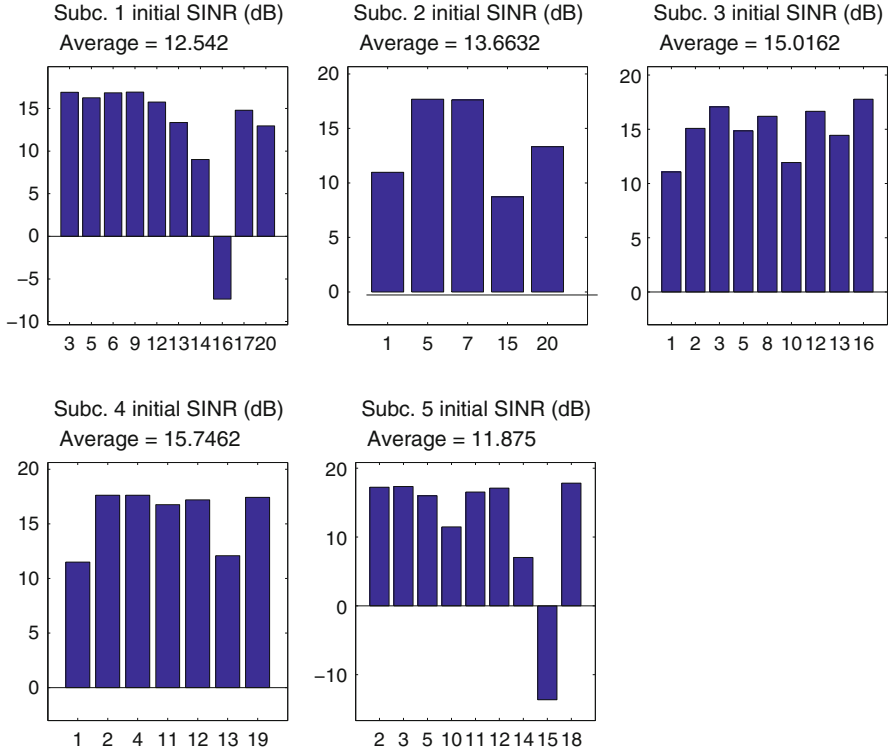 Subc. 1 initial SINR (dB)
Average = 12.542
15
10
5
0
−5
−10
3 5 6 9 12 13 14 16 17 20
Subc. 2 initial SINR (dB)
Average = 13.6632
20
15
10
5
0
1 5 7 15 20
Subc. 3 initial SINR (dB)
Average = 15.0162
20
15
10
5
0
1 2 3 5 8 10 12 13 16
Subc. 4 initial SINR (dB)
Average = 15.7462
20
15
10
5
0
1 2 4 11 12 13 19
Subc. 5 initial SINR (dB)
Average = 11.875
20
10
0
−10
2 3 5 10 11 12 14 15 18